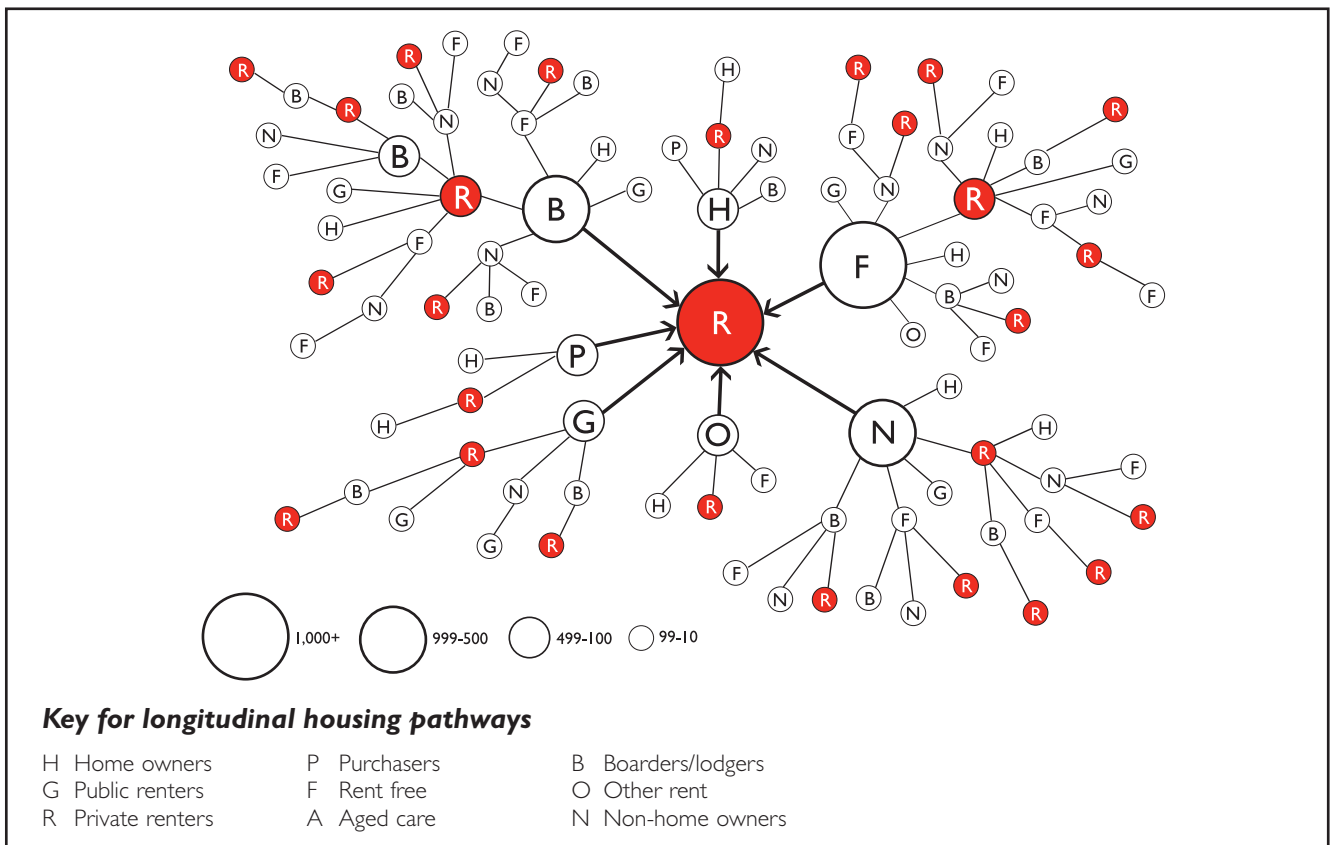 F F
R
R R H R R
N B F
B B
R R
N F R
N R F H
B H P N N B G
F
G R G B G N R N
B H F
H
F
N H R
F
R N
F B F
N R B
R R
O
F F
H P
H
R
H G O N H
R R
F
F N
B N B G
H R
R G B F F R
B
G R
F R
R
N R B
N R
1,000+ 999-500 499-100 99-10
Key for longitudinal housing pathways
H Home owners P Purchasers B Boarders/lodgers
G Public renters F Rent free O Other rent
R Private renters A Aged care N Non-home owners